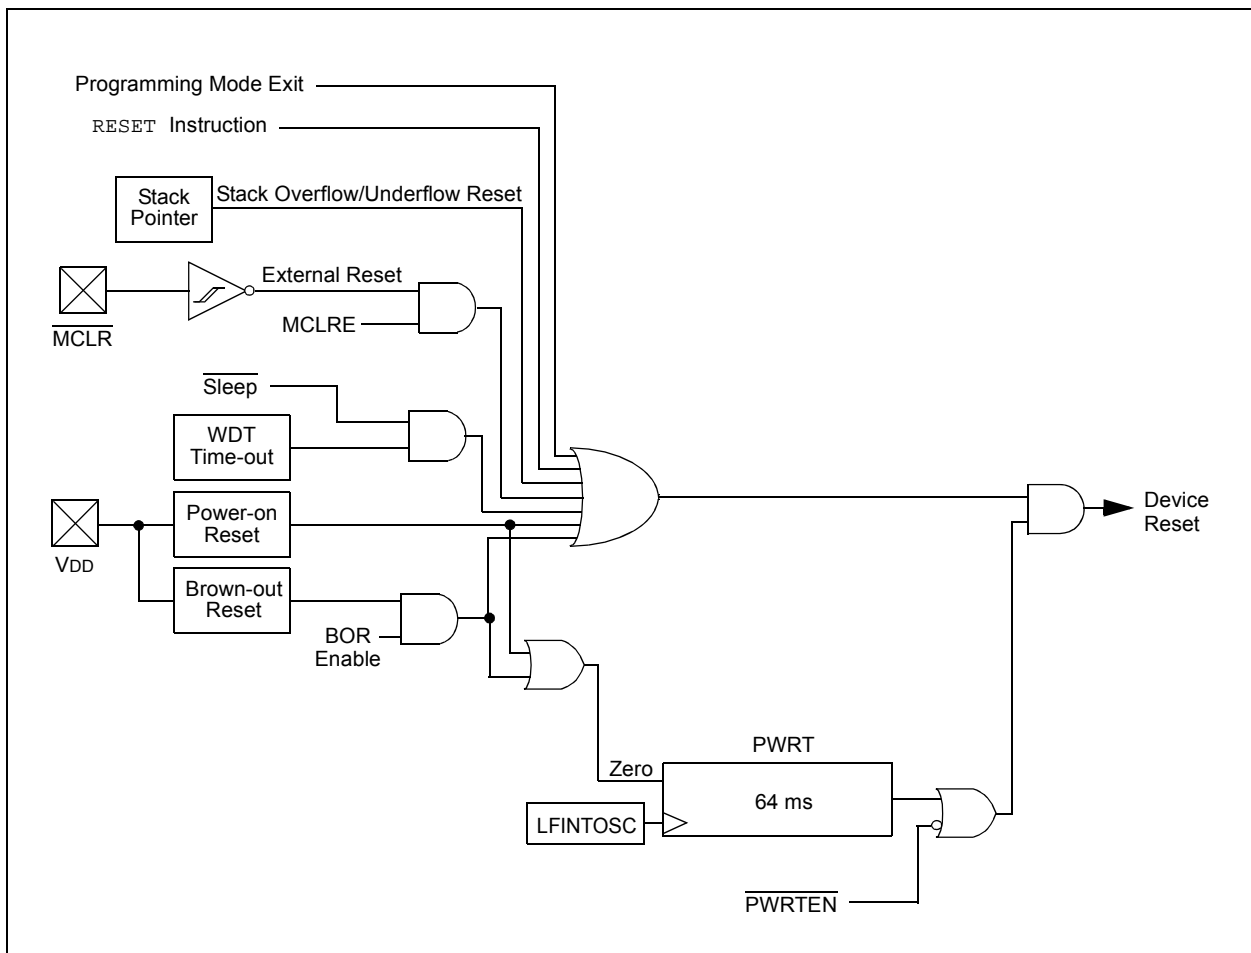 Programming Mode Exit
RESET Instruction
Stack
Pointer
Stack Overflow/Underflow Reset
External Reset
MCLRE
MCLR
Sleep
WDT
Time-out
Power-on
Reset
VDD
Brown-out
Reset
BOR
Enable
Device
Reset
PWRT
Zero
64 ms
LFINTOSC
PWRTEN